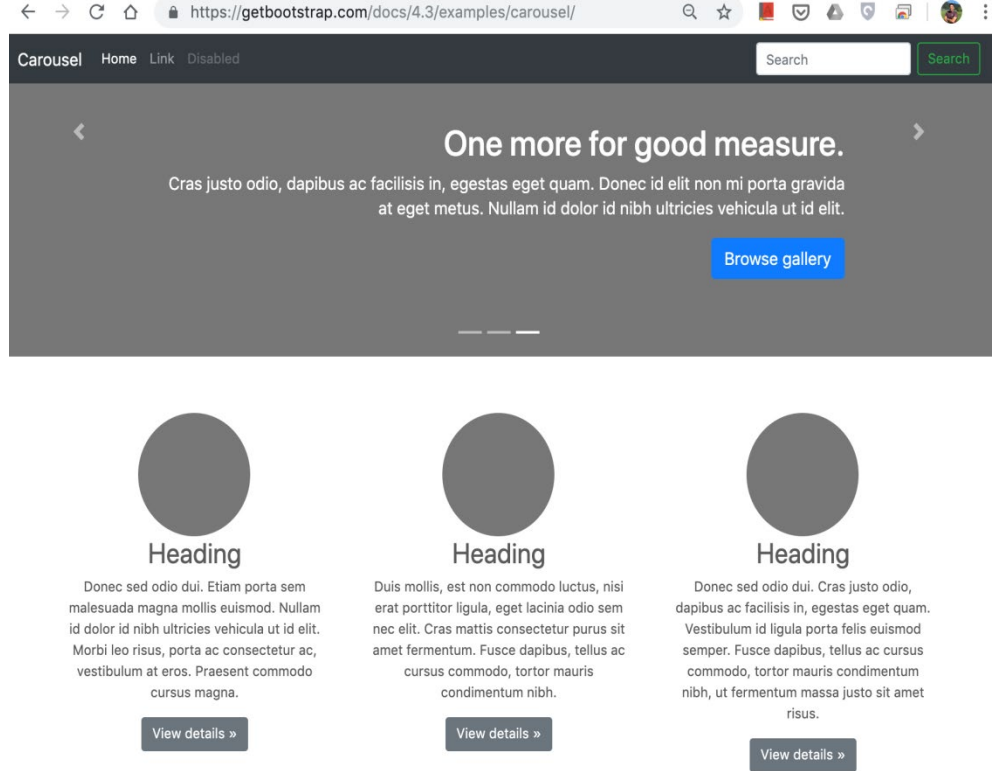 https://getbootstrap.com/docs/4.3/examples/carousel/
Carousel Home Link Disabled Search Search
One more for good measure.
Cras justo odio, dapibus ac facilisis in, egestas eget quam. Donec id elit non mi porta gravida
at eget metus. Nullam id dolor id nibh ultricies vehicula ut id elit.
Browse gallery
Heading
Donec sed odio dui. Etiam porta sem
malesuada magna mollis euismod. Nullam
id dolor id nibh ultricies vehicula ut id elit.
Morbi leo risus, porta ac consectetur ac,
vestibulum at eros. Praesent commodo
cursus magna.
View details »
Heading
Duis mollis, est non commodo luctus, nisi
erat porttitor ligula, eget lacinia odio sem
nec elit. Cras mattis consectetur purus sit
amet fermentum. Fusce dapibus, tellus ac
cursus commodo, tortor mauris
condimentum nibh.
View details »
Heading
Donec sed odio dui. Cras justo odio,
dapibus ac facilisis in, egestas eget quam.
Vestibulum id ligula porta felis euismod
semper. Fusce dapibus, tellus ac cursus
commodo, tortor mauris condimentum
nibh, ut fermentum massa justo sit amet
risus.
View details »